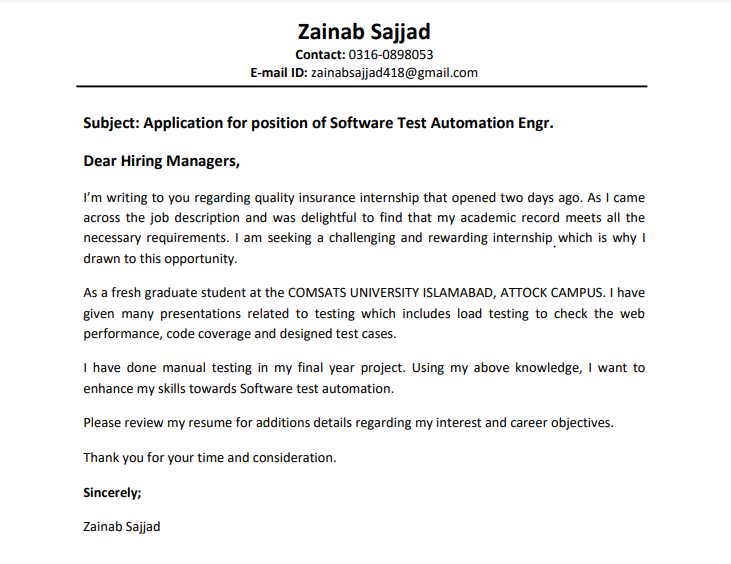 Zainab Sajjad
Contact: 0316-0898053
E-mail ID: zainabsajjad418@gmail.com
Subject: Application for position of Software Test Automation Engr.
Dear Hiring Managers,
I’m writing to you regarding quality insurance internship that opened two days ago. As I came
across the job description and was delightful to find that my academic record meets all the
necessary requirements. I am seeking a challenging and rewarding internship which is why I
drawn to this opportunity.
As a fresh graduate student at the COMSATS UNIVERSITY ISLAMABAD, ATTOCK CAMPUS. I have
given many presentations related to testing which includes load testing to check the web
performance, code coverage and designed test cases.
I have done manual testing in my final year project. Using my above knowledge, I want to
enhance my skills towards Software test automation.
Please review my resume for additions details regarding my interest and career objectives.
Thank you for your time and consideration.
Sincerely;
Zainab Sajjad